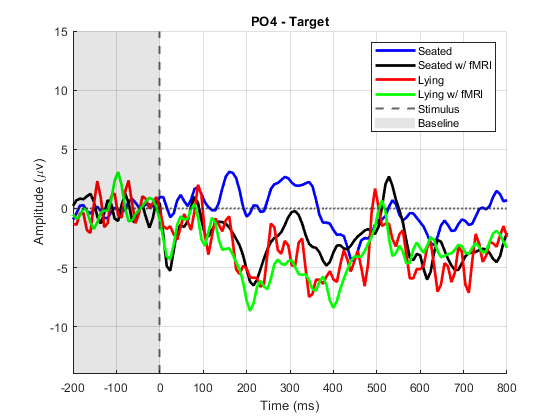 PO4 - Target
15
10
5
0
-5
-10
Amplitude (μv)
Seated
Seated w/ fMRI
Lying
Lying w/ fMRI
Stimulus
Baseline
-200 -100 0 100 200 300 400 500 600 700 800
Time (ms)